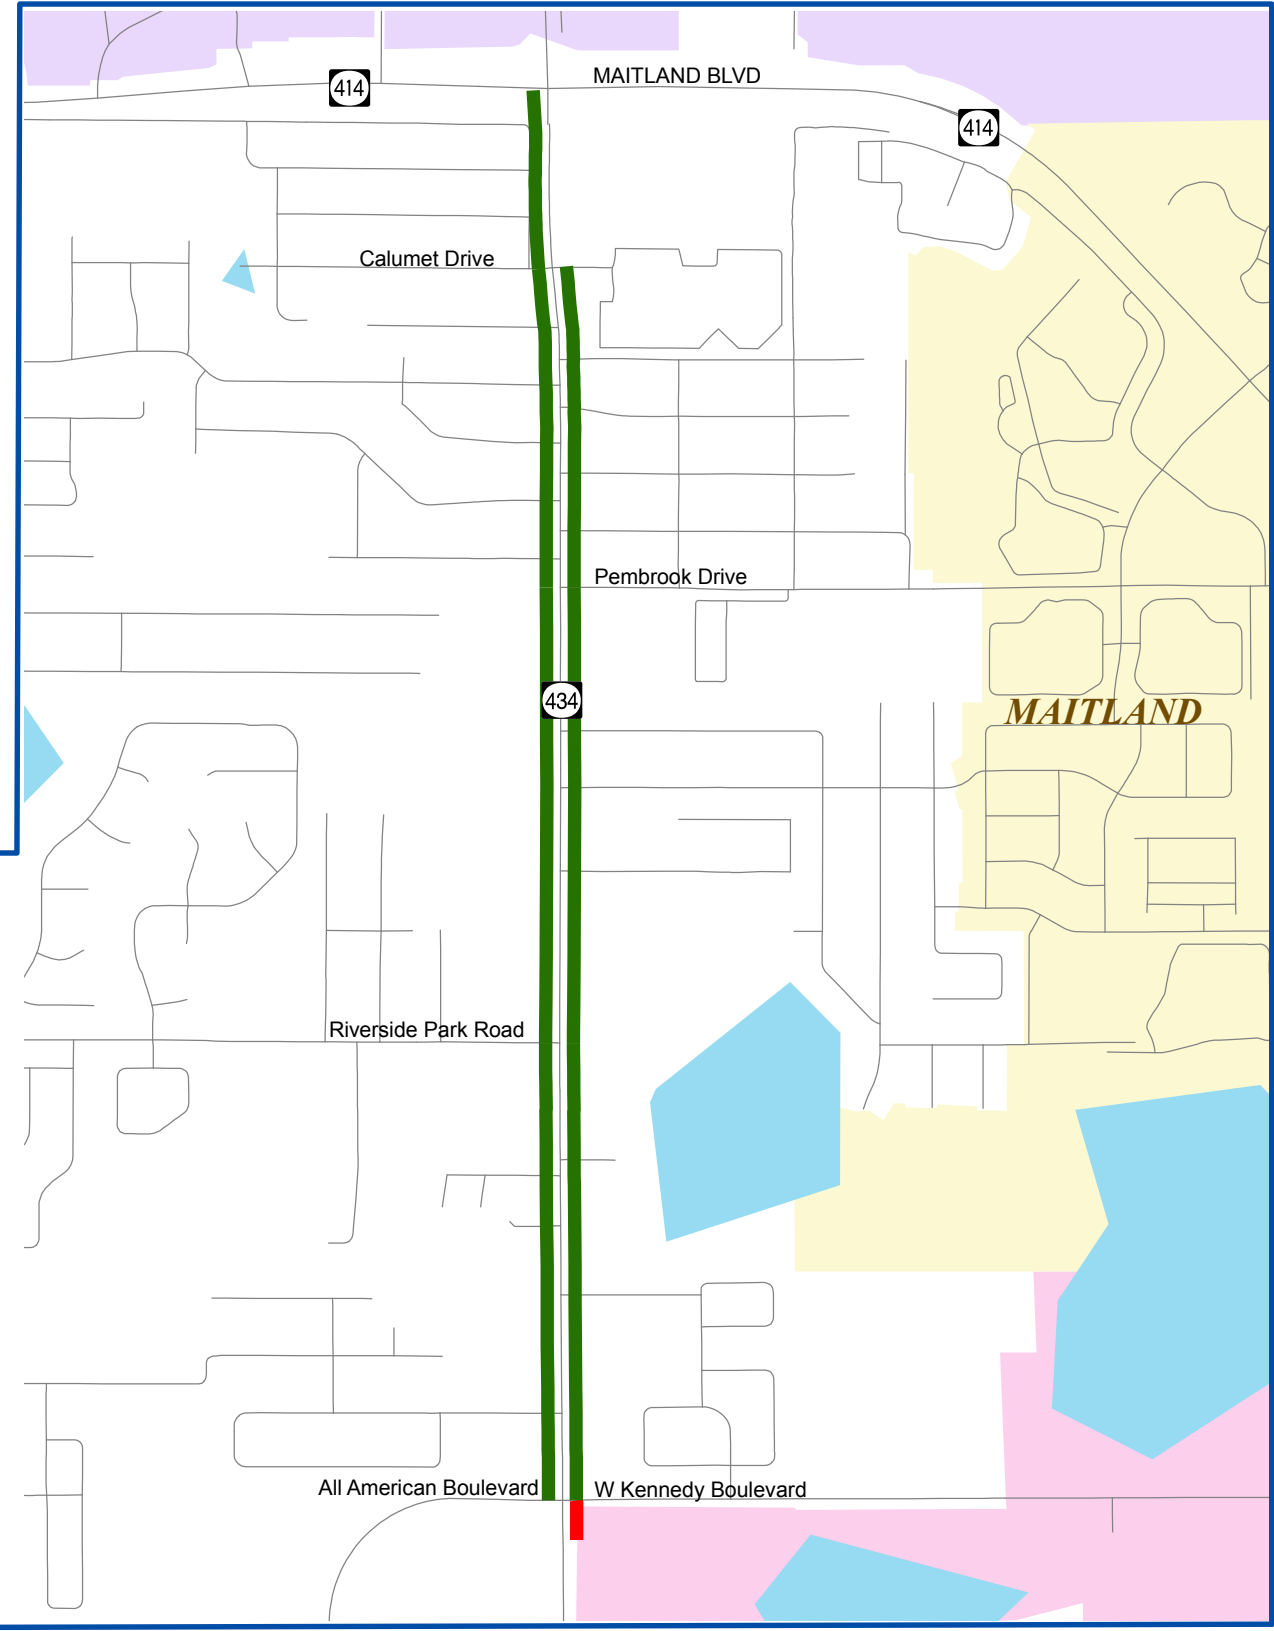 MAITLAND BLVD
414
414
Calumet Drive
Pembrook Drive
434
MAITLAND
Riverside Park Road
All American Boulevard
W Kennedy Boulevard